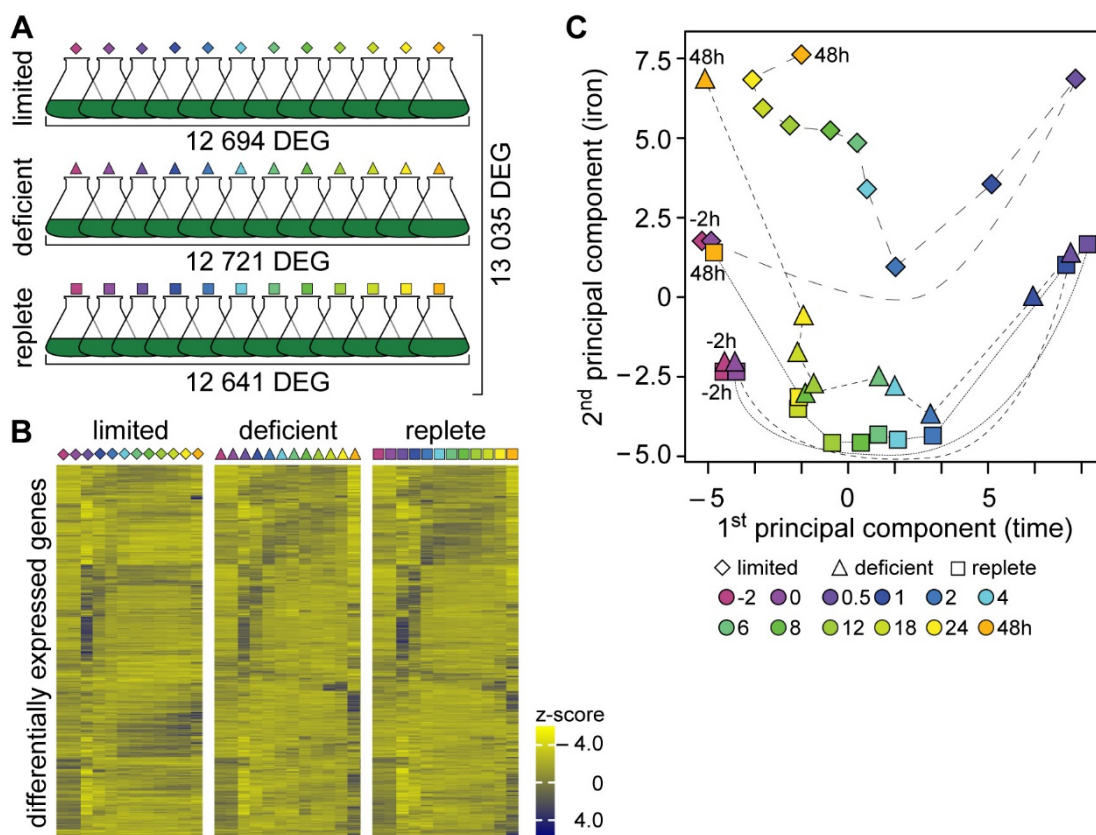 A
limited
12 694 DEG
deficient
12 721 DEG
replete
12 641 DEG
13 035 DEG
B
limited
deficient
replete
differentially expressed genes
z-score
– 4.0
0
4.0
C
2nd principal component (iron)
7.5
5.0
2.5
0
–2.5
–5.0
48h
48h
-2h
48h
-2h
-2h
–5
0
5
1st principal component (time)
limited deficient replete
-2 0 0.5 1 2 4
6 8 12 18 24 48h